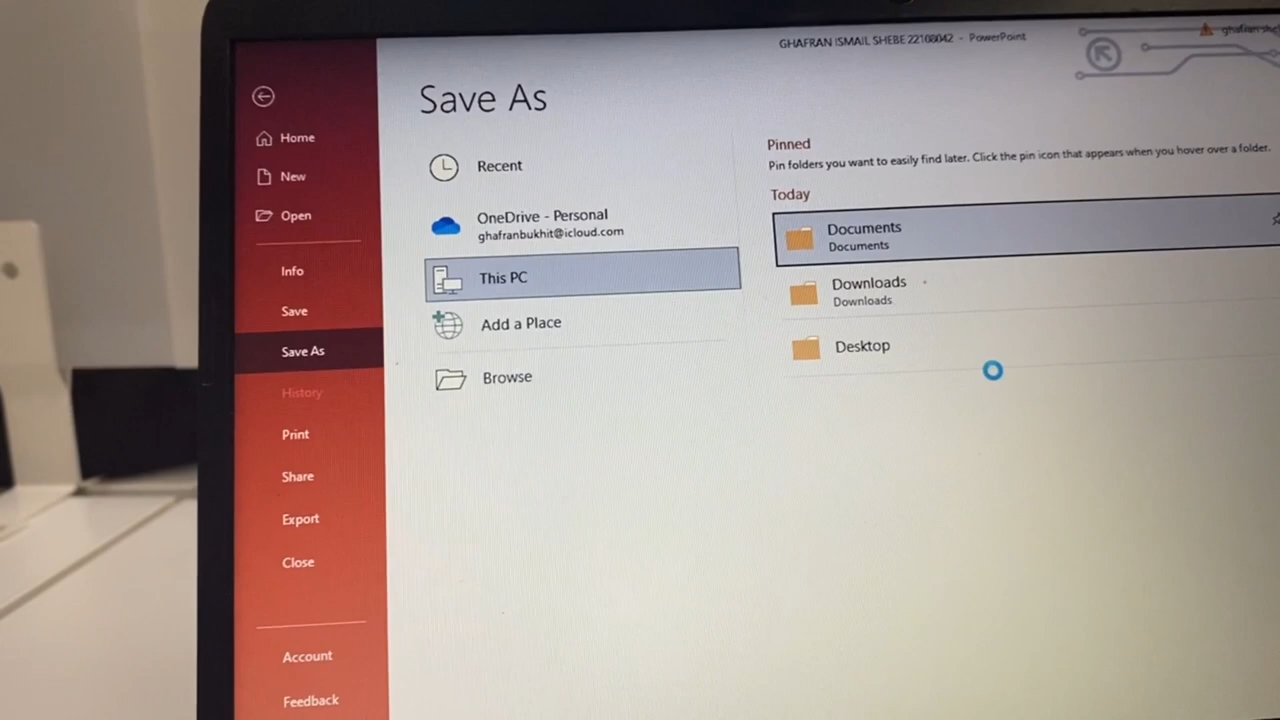 GHAFRAN ISMAIL SHEBE 22168042 - PowerPoint
Save As
Home
New
Open
Info
Save
Save As
History
Print
Share
Export
Close
Account
Feedback
Recent
OneDrive - Personal
ghafranbukhit@icloud.com
This PC
Add a Place
Browse
Pinned
Pin folders you want to easily find later. Click the pin icon that appears when you hover over a folder.
Today
Documents
Documents
Downloads
Downloads
Desktop